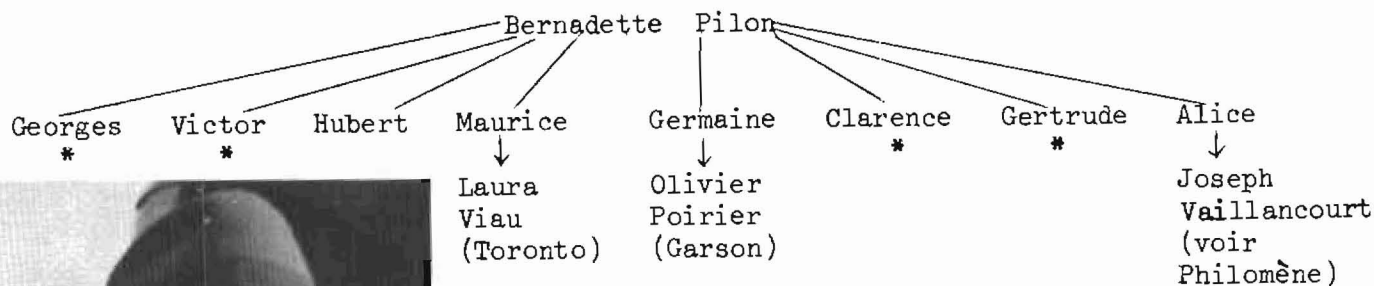 Bernadette Pilon
Georges Victor Hubert Maurice Germaine Clarence Gertrude Alice
* * * *
Laura Olivier Joseph
Viau Poirier Vaillancourt
(Toronto) (Garson) (voir
Philomène)